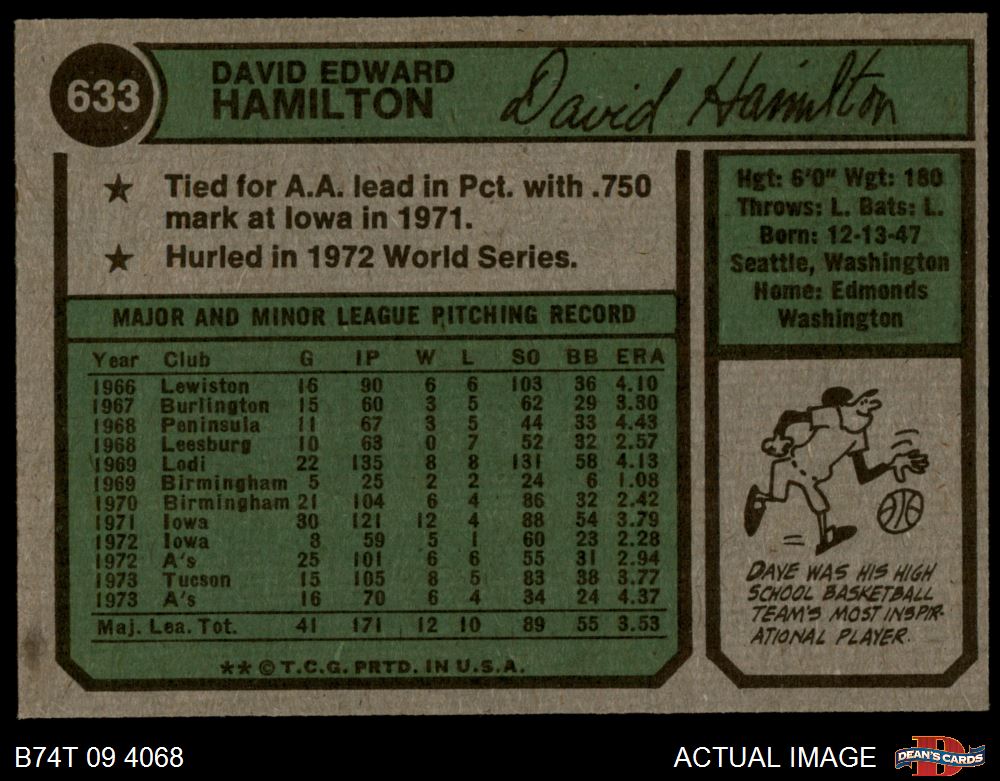 633
DAVID EDWARD
HAMILTON
David Hamilton
★ Tied for A.A. lead in Pct. with .750
mark at Iowa in 1971.
★ Hurled in 1972 World Series.
Hgt: 6'0" Wgt: 180
Throws: L. Bats: L.
Born: 12-13-47
Seattle, Washington
Home: Edmonds
Washington
MAJOR AND MINOR LEAGUE PITCHING RECORD
Year Club G IP W L SO BB ERA
1966 Lewiston 16 90 6 6 103 36 4.10
1967 Burlington 15 60 3 5 62 29 3.30
1968 Peninsula 11 67 3 5 44 33 4.43
1968 Leesburg 10 63 0 7 52 32 2.57
1969 Lodi 22 135 8 8 131 58 4.13
1969 Birmingham 5 25 2 2 24 6 1.08
1970 Birmingham 21 104 6 4 86 32 2.42
1971 Iowa 30 121 12 4 88 54 3.79
1972 Iowa 8 59 5 1 60 23 2.28
1972 A's 25 101 6 6 55 31 2.94
1973 Tucson 15 105 8 5 83 38 3.77
1973 A's 16 70 6 4 34 24 4.37
Maj. Lea. Tot. 41 171 12 10 89 55 3.53
** © T.C.G. PRTD. IN U.S.A.
DAVE WAS HIS HIGH
SCHOOL BASKETBALL
TEAM'S MOST INSPIR-
ATIONAL PLAYER.
B74T 09 4068
ACTUAL IMAGE
D
DEAN'S CARDS